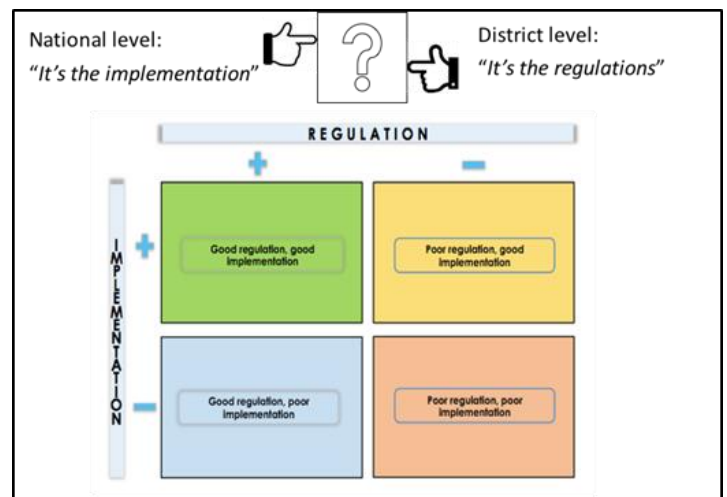 National level:
“It’s the implementation”
?
District level:
“It’s the regulations”
REGULATION
+
−
IMPLEMENTATION
+
−
Good regulation, good
implementation
Poor regulation, good
implementation
Good regulation, poor
implementation
Poor regulation, poor
implementation